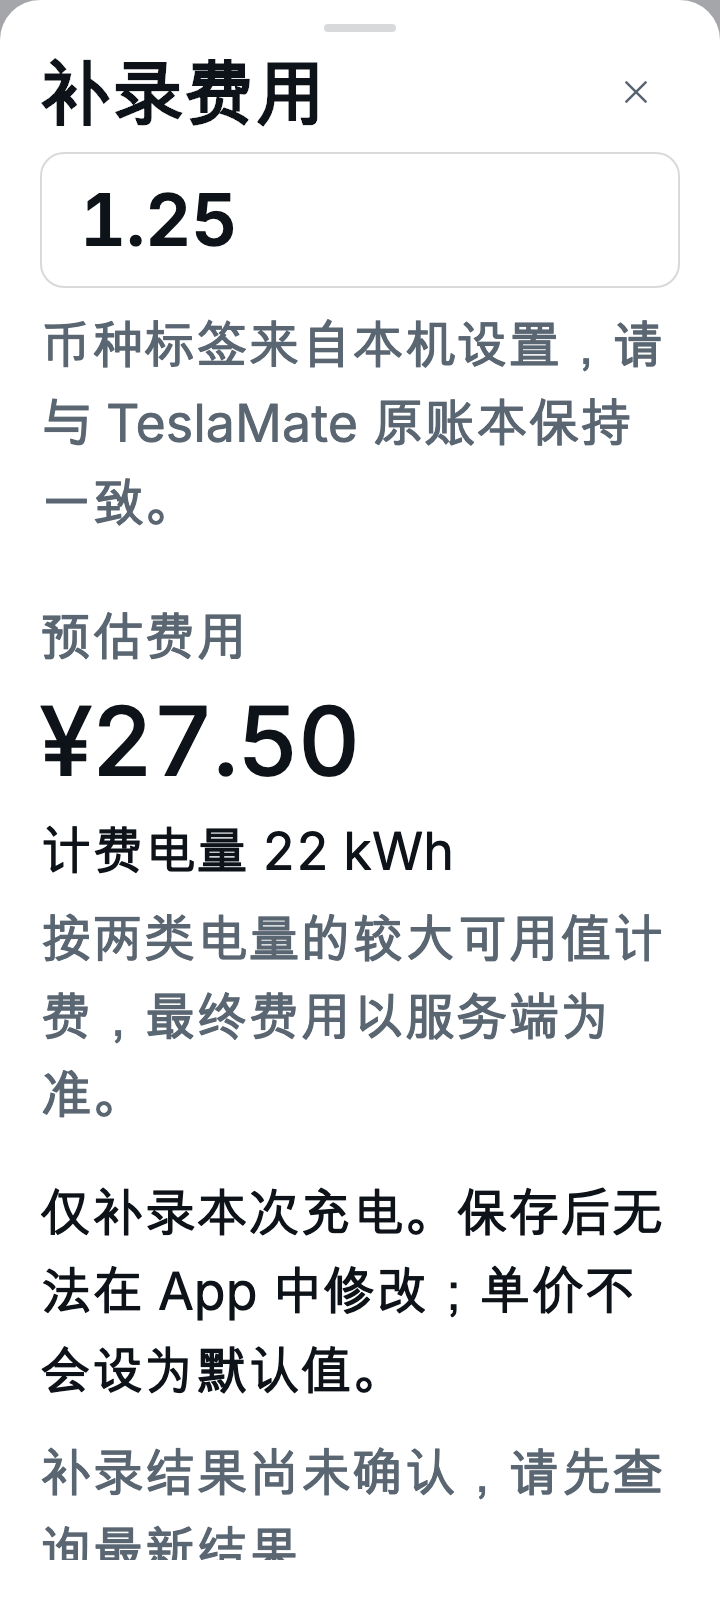 补录费用
1.25
币种标签来自本机设置，请
与 TeslaMate 原账本保持
一致。
预估费用
¥27.50
计费电量 22 kWh
按两类电量的较大可用值计
费，最终费用以服务端为
准。
仅补录本次充电。保存后无
法在 App 中修改；单价不
会设为默认值。
补录结果尚未确认，请先查
询最新结果